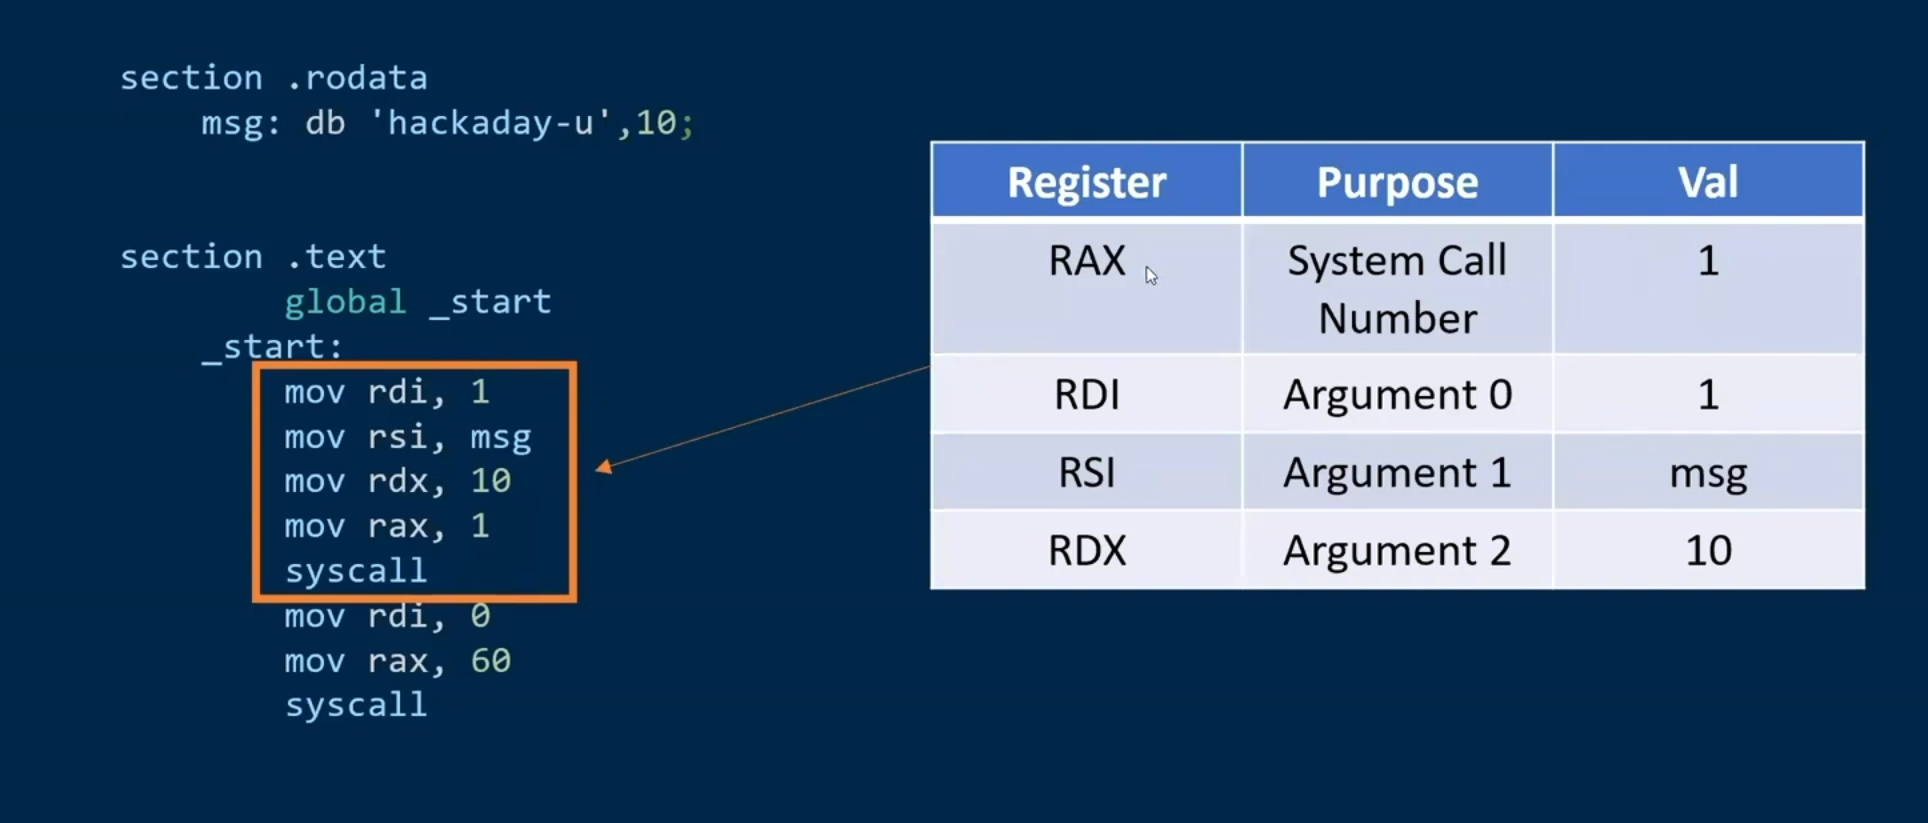 section .rodata
msg: db 'hackaday-u',10;
section .text
global _start
_start:
mov rdi, 1
mov rsi, msg
mov rdx, 10
mov rax, 1
syscall
mov rdi, 0
mov rax, 60
syscall
Register Purpose Val
RAX System Call 1
Number
RDI Argument 0 1
RSI Argument 1 msg
RDX Argument 2 10